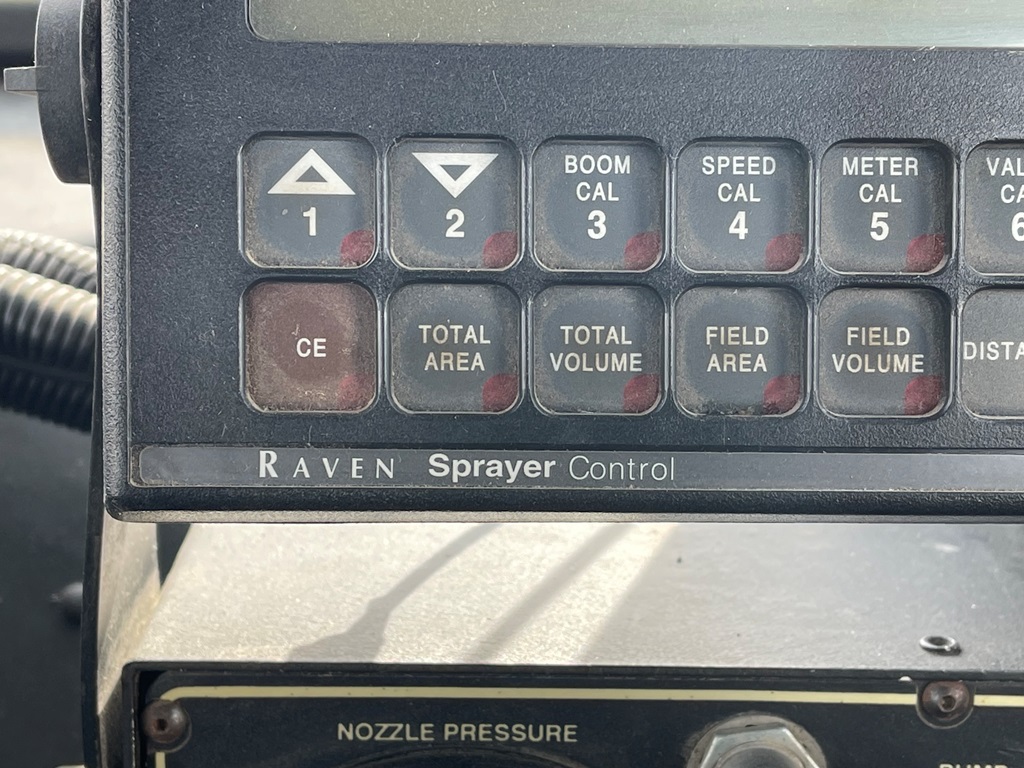 1
2
BOOM
CAL
3
SPEED
CAL
4
METER
CAL
5
6
CE
TOTAL
AREA
TOTAL
VOLUME
FIELD
AREA
FIELD
VOLUME
RAVEN Sprayer Control
NOZZLE PRESSURE